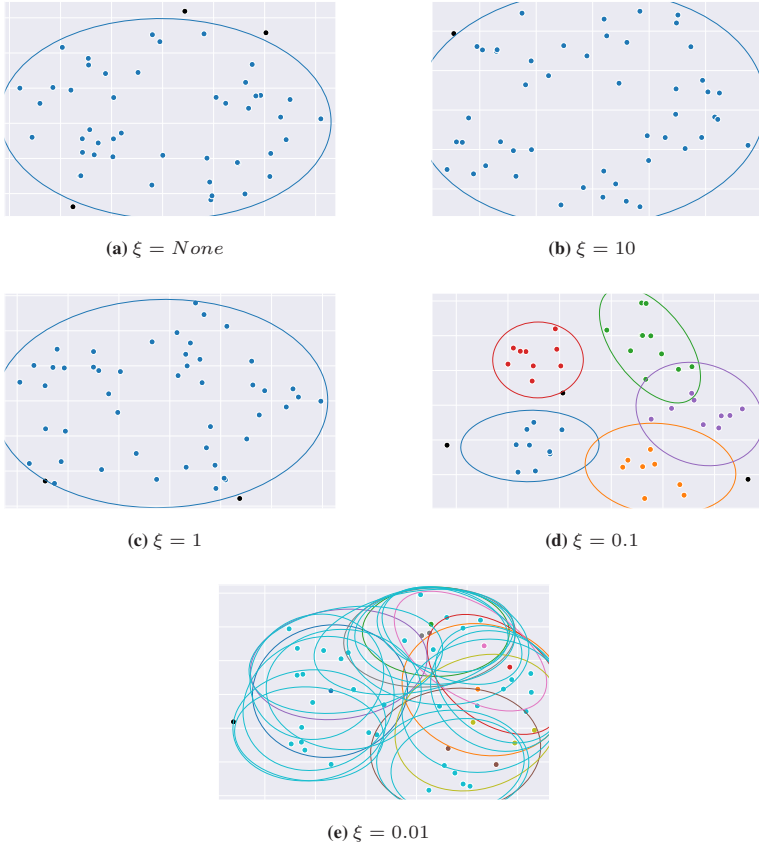 (a) ξ = None
(b) ξ = 10
(c) ξ = 1
(d) ξ = 0.1
(e) ξ = 0.01